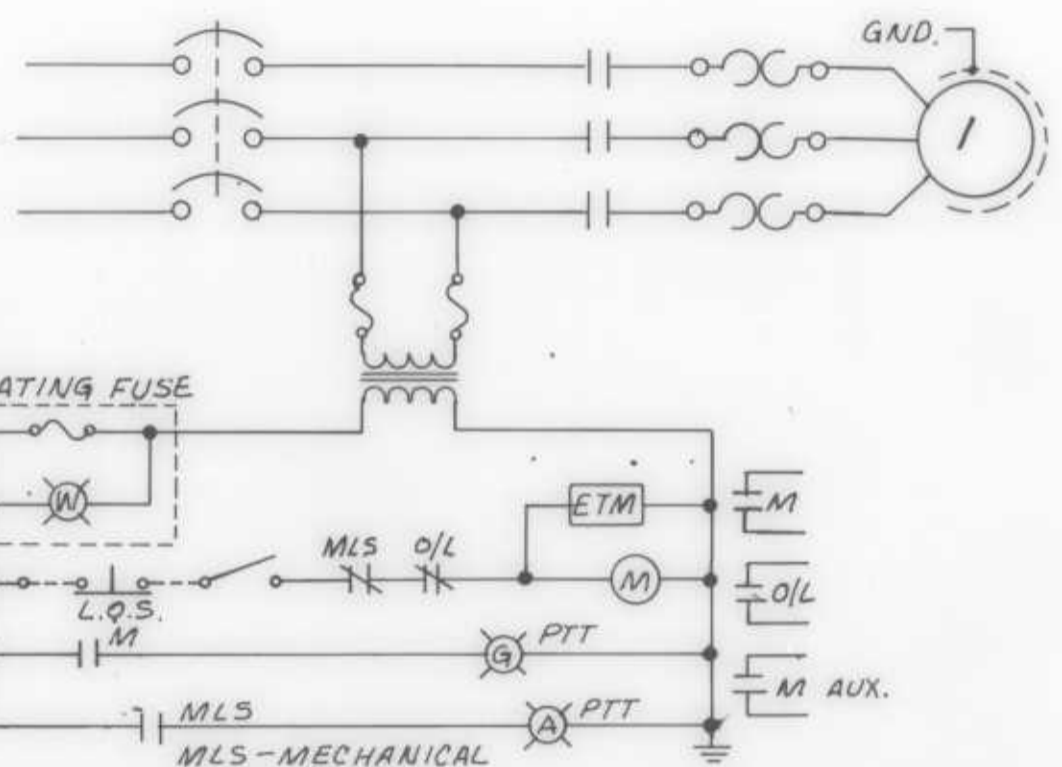 GND.
ATING FUSE
W
ETM
M
MLS O/L
M
O/L
L.O.S.
M
G PTT
M AUX.
MLS
A PTT
MLS-MECHANICAL